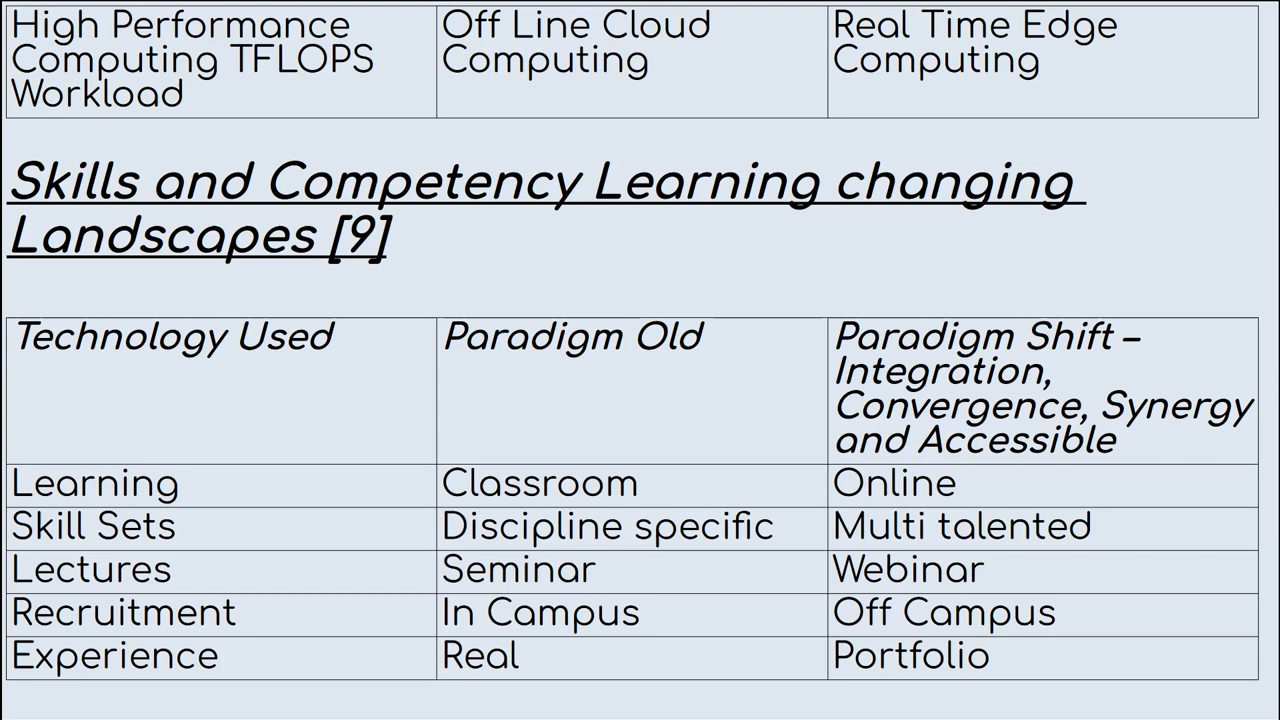 High Performance Computing TFLOPS Workload
Off Line Cloud Computing
Real Time Edge Computing
Skills and Competency Learning changing
Landscapes [9]
Technology Used
Paradigm Old
Paradigm Shift –
Integration,
Convergence, Synergy
and Accessible
Learning
Classroom
Online
Skill Sets
Discipline specific
Multi talented
Lectures
Seminar
Webinar
Recruitment
In Campus
Off Campus
Experience
Real
Portfolio